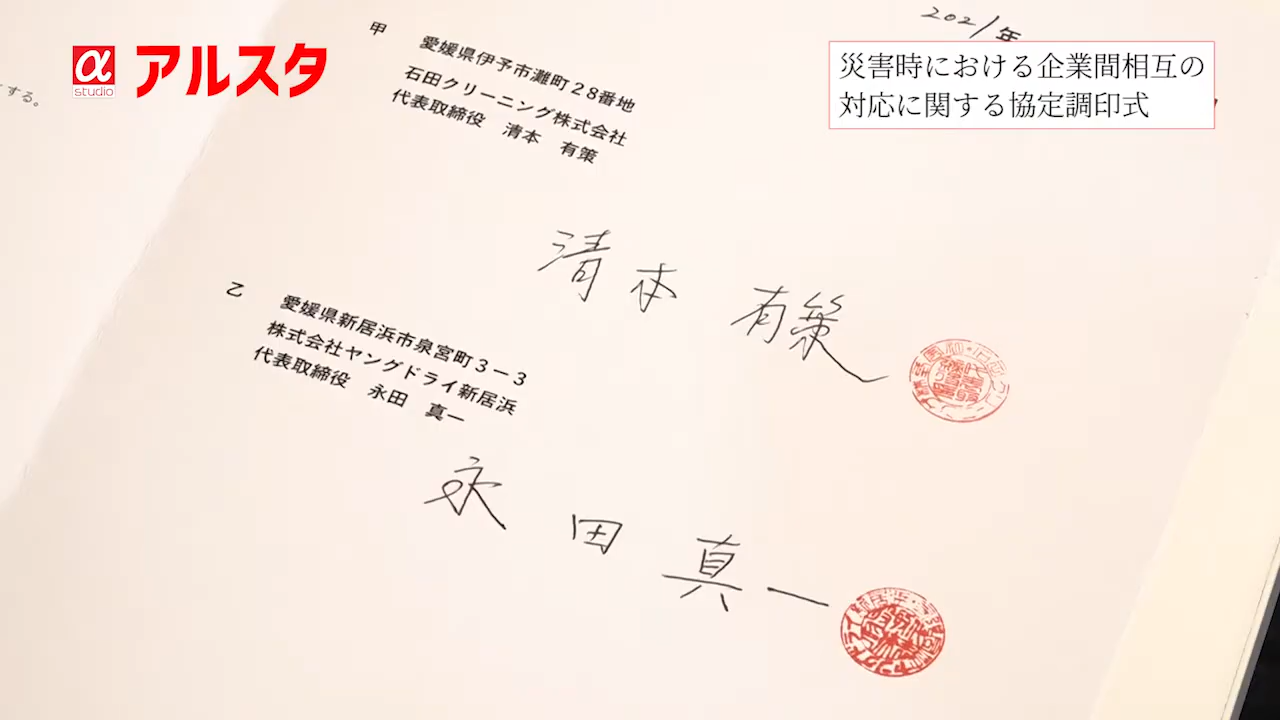 α
studio
アルスタ
災害時における企業間相互の
対応に関する協定調印式
する。
2021年
甲
愛媛県伊予市灘町28番地
石田クリーニング株式会社
代表取締役 清本 有策
清本 有策
乙
愛媛県新居浜市泉宮町3-3
株式会社ヤングドライ新居浜
代表取締役 永田 真一
永田 真一